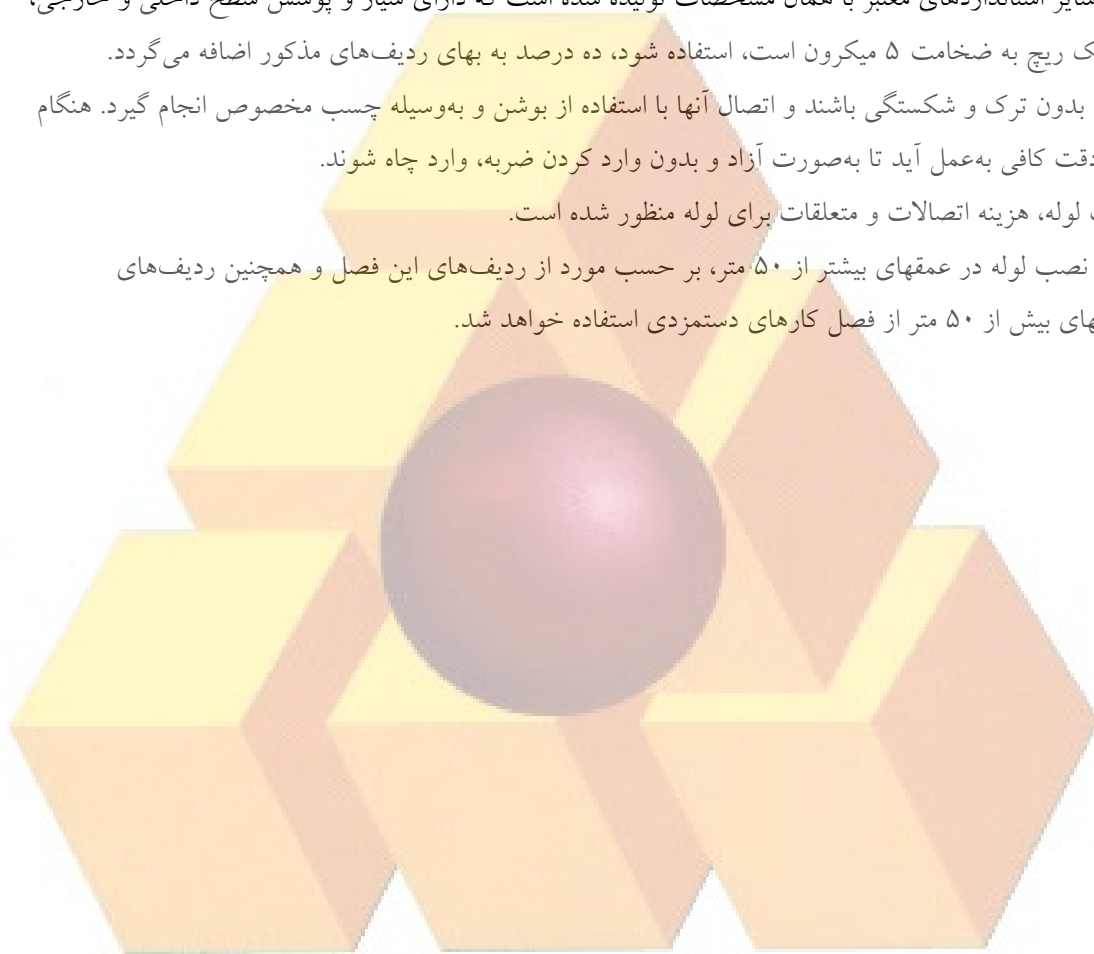 سایر استانداردهای معتبر با همان مشخصات تولیده شده است که دارای شیار و پوشش سطح داخلی و خارجی،
ک ریچ به ضخامت ۵ میکرون است، استفاده شود، ده درصد به بهای ردیف‌های مذکور اضافه می‌گردد.
بدون ترک و شکستگی باشند و اتصال آنها با استفاده از بوشن و به‌وسیله چسب مخصوص انجام گیرد. هنگام
دقت کافی به‌عمل آید تا به‌صورت آزاد و بدون وارد کردن ضربه، وارد چاه شوند.
لوله، هزینه اتصالات و متعلقات برای لوله منظور شده است.
نصب لوله در عمقهای بیشتر از ۵۰ متر، بر حسب مورد از ردیف‌های این فصل و همچنین ردیف‌های
های بیش از ۵۰ متر از فصل کارهای دستمزدی استفاده خواهد شد.